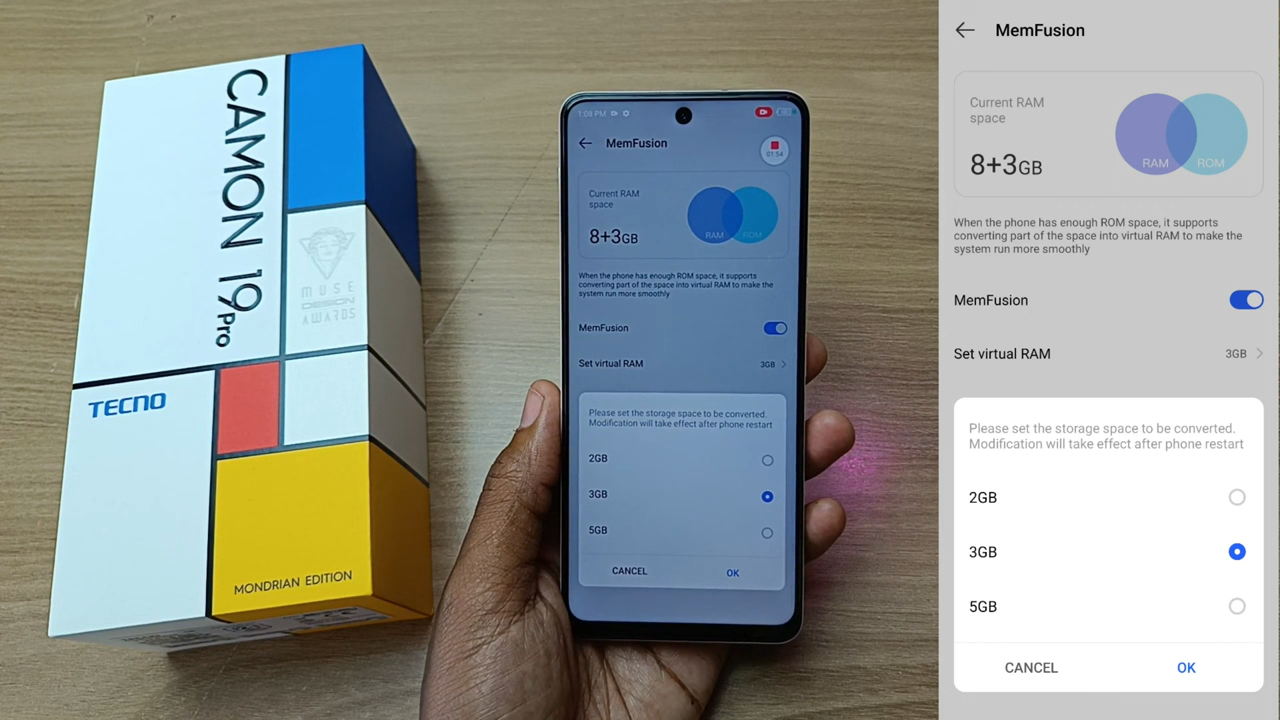 CAMON 19 Pro
MUSE
DESIGN
AWARDS
TECNO
MONDRIAN EDITION
1:08 PM
MemFusion
01:54
Current RAM
space
8+3GB
RAM
ROM
When the phone has enough ROM space, it supports
converting part of the space into virtual RAM to make the
system run more smoothly
MemFusion
Set virtual RAM
3GB
Please set the storage space to be converted.
Modification will take effect after phone restart
2GB
3GB
5GB
CANCEL
OK
MemFusion
Current RAM
space
8+3GB
RAM
ROM
When the phone has enough ROM space, it supports
converting part of the space into virtual RAM to make the
system run more smoothly
MemFusion
Set virtual RAM
3GB
Please set the storage space to be converted.
Modification will take effect after phone restart
2GB
3GB
5GB
CANCEL
OK